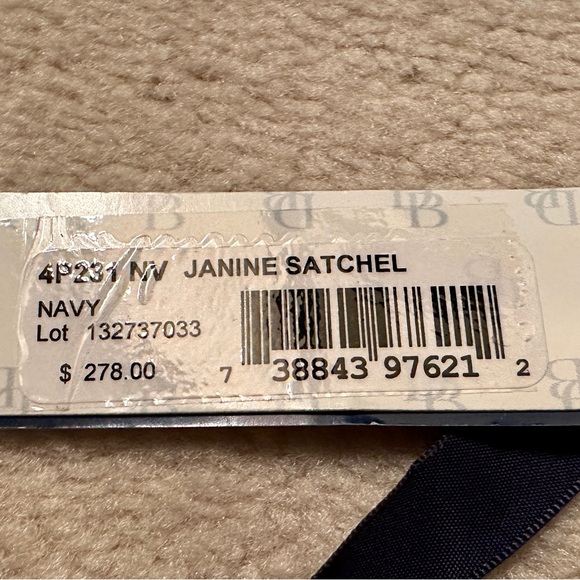 4P231 NV JANINE SATCHEL
NAVY
Lot 132737033
$ 278.00
7 38843 97621 2